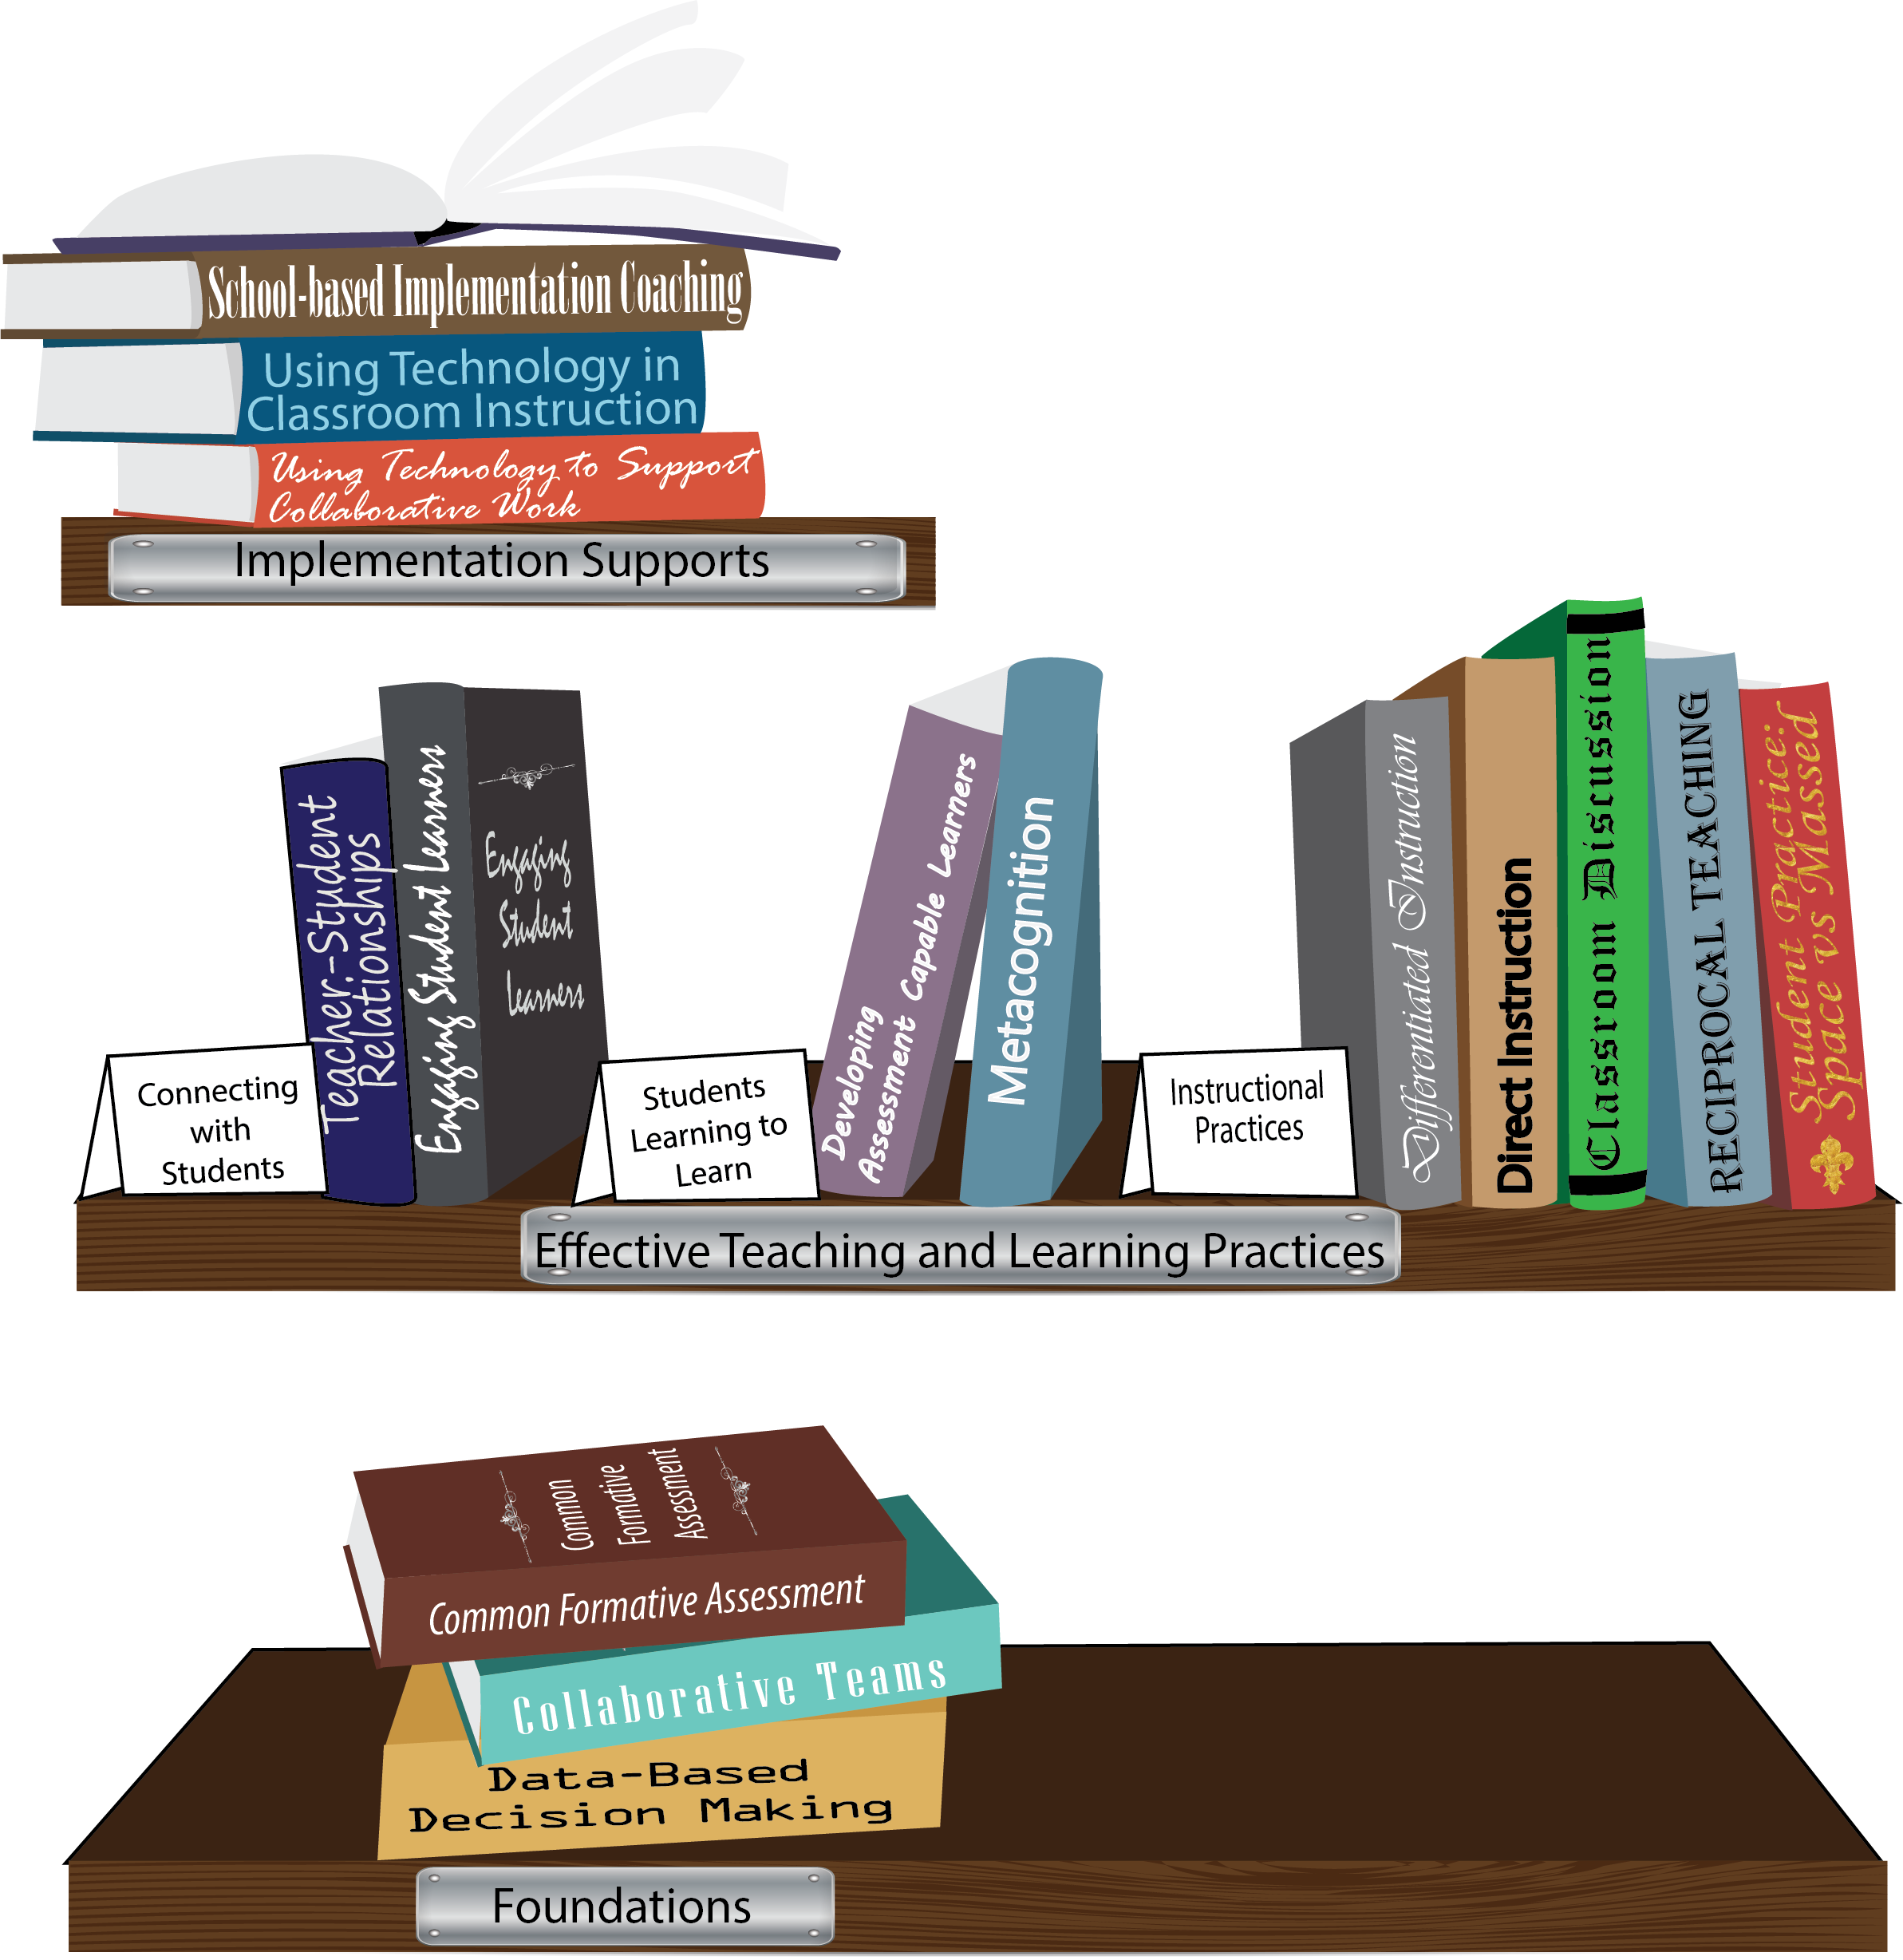 School-based Implementation Coaching
Using Technology in
Classroom Instruction
Using Technology to Support
Collaborative Work
Implementation Supports
Connecting
with
Students
Teacher-Student
Relationships
Engaging Student Learners
Engaging
Student
Learners
Students
Learning to
Learn
Developing
Assessment Capable Learners
Metacognition
Instructional
Practices
Differentiated Instruction
Direct Instruction
Classroom Discussion
RECIPROCAL TEACHING
Student Practice:
Space vs Massed
Effective Teaching and Learning Practices
Common
Formative
Assessment
Common Formative Assessment
Collaborative Teams
Data-Based
Decision Making
Foundations